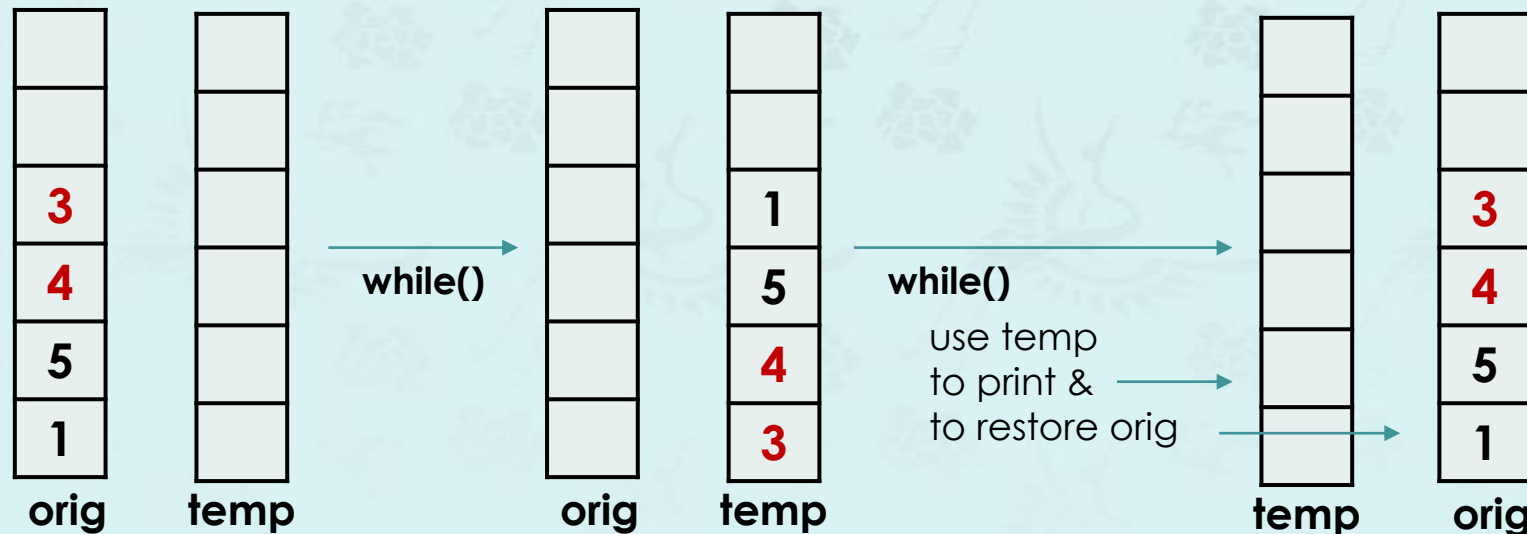 3
4
5
1
orig
temp
while()
orig
1
5
4
3
temp
while()
use temp
to print &
to restore orig
temp
3
4
5
1
orig